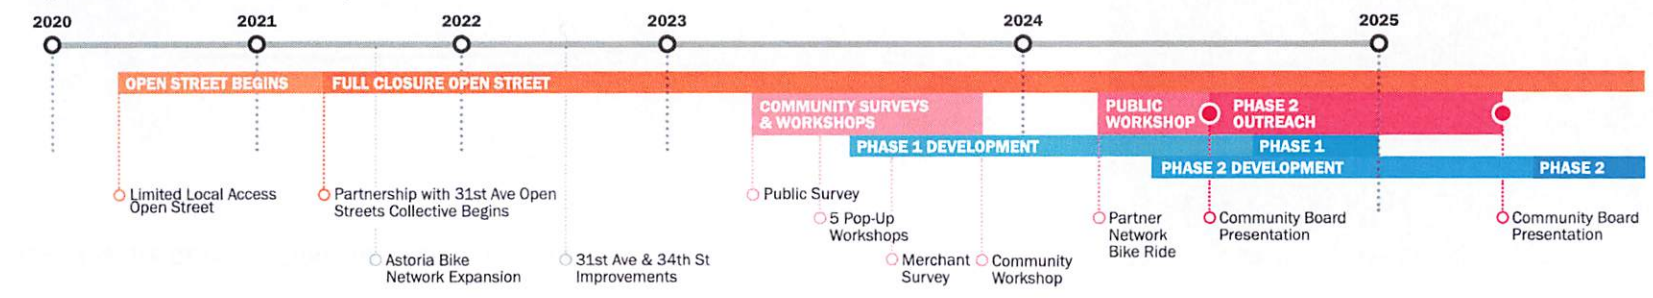 2020 2021 2022 2023 2024 2025
OPEN STREET BEGINS FULL CLOSURE OPEN STREET
COMMUNITY SURVEYS
& WORKSHOPS
PUBLIC
WORKSHOP
PHASE 2
OUTREACH
PHASE 1 DEVELOPMENT PHASE 1
PHASE 2 DEVELOPMENT PHASE 2
Limited Local Access
Open Street
Partnership with 31st Ave Open
Streets Collective Begins
Public Survey
5 Pop-Up
Workshops
Partner
Network
Bike Ride
Community Board
Presentation
Community Board
Presentation
Astoria Bike
Network Expansion
31st Ave & 34th St
Improvements
Merchant
Survey
Community
Workshop